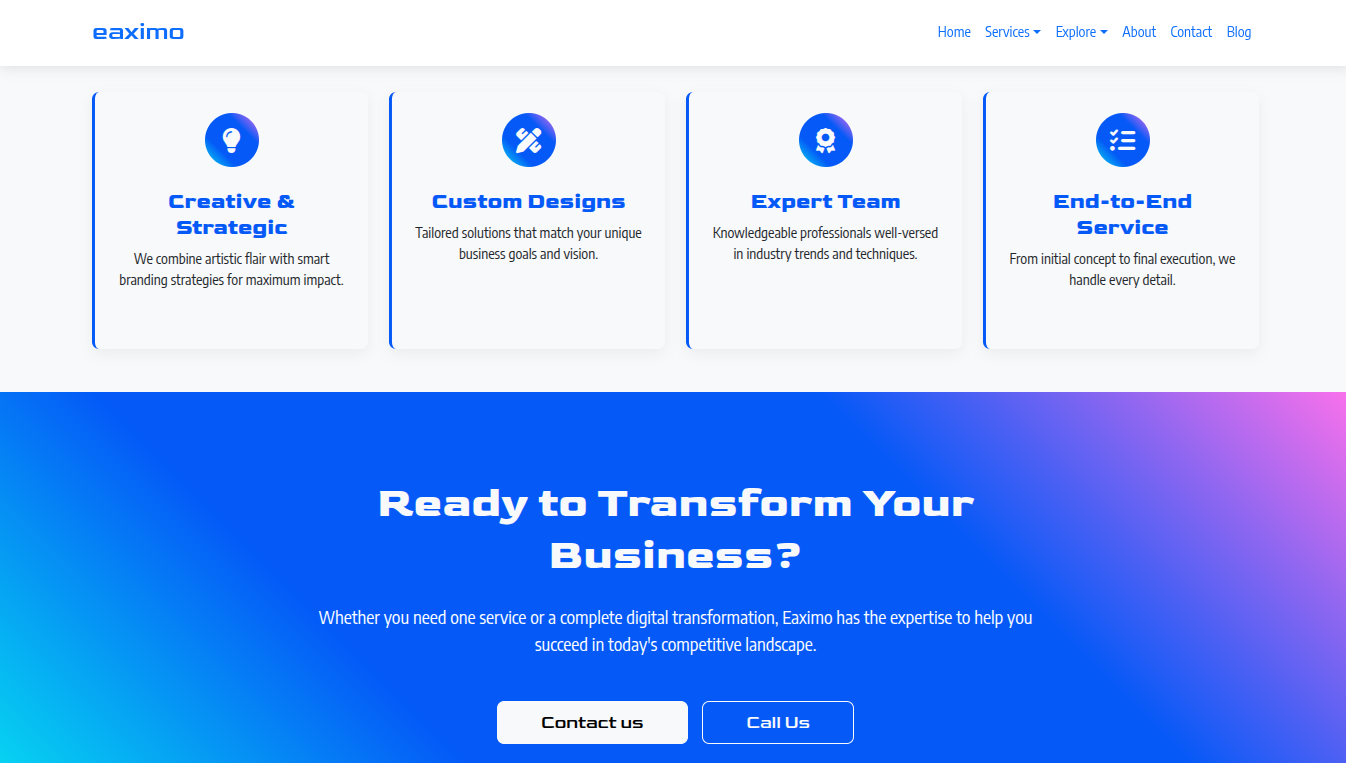 eaximo
Home Services Explore About Contact Blog
Creative &
Strategic
We combine artistic flair with smart
branding strategies for maximum impact.
Custom Designs
Tailored solutions that match your unique
business goals and vision.
Expert Team
Knowledgeable professionals well-versed
in industry trends and techniques.
End-to-End
Service
From initial concept to final execution, we
handle every detail.
Ready to Transform Your
Business?
Whether you need one service or a complete digital transformation, Eaximo has the expertise to help you
succeed in today's competitive landscape.
Contact us
Call Us